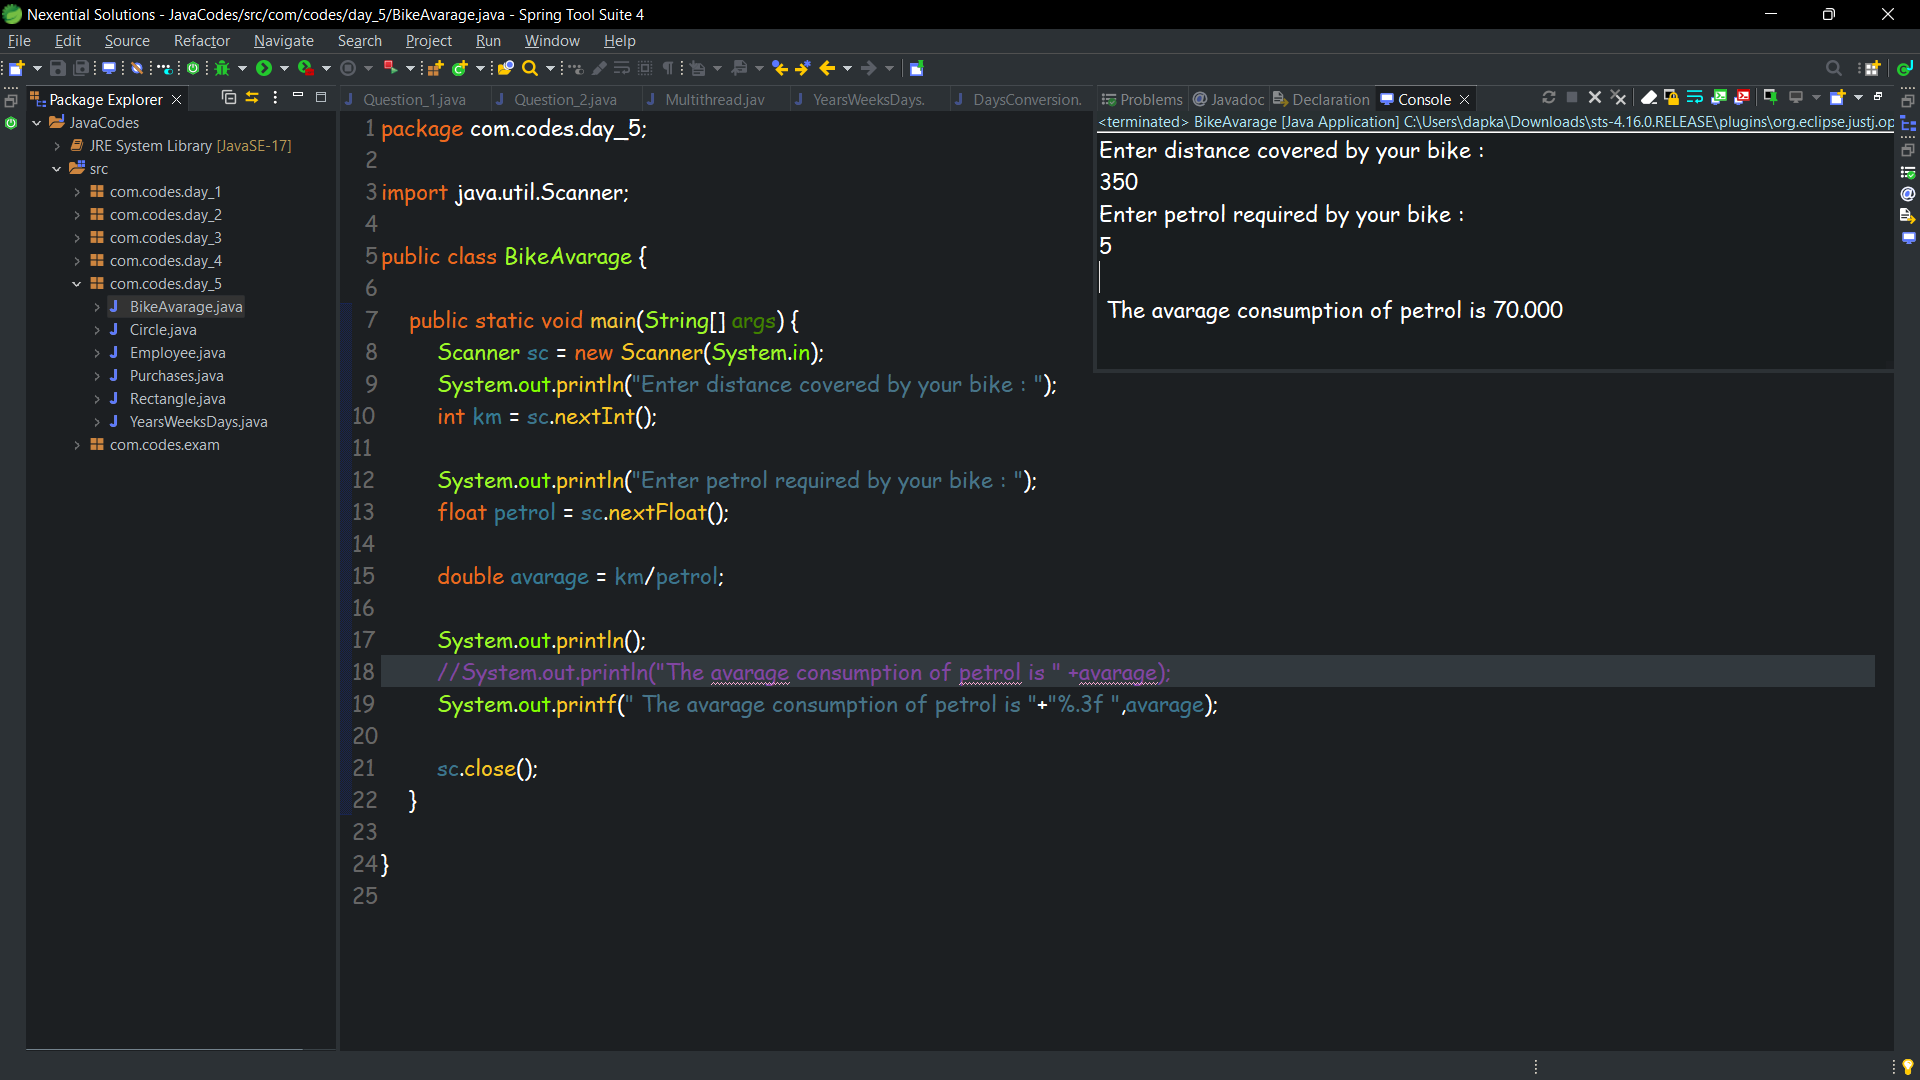 Nexential Solutions - JavaCodes/src/com/codes/day_5/BikeAvarage.java - Spring Tool Suite 4
File Edit Source Refactor Navigate Search Project Run Window Help
Package Explorer
JavaCodes
JRE System Library [JavaSE-17]
src
com.codes.day_1
com.codes.day_2
com.codes.day_3
com.codes.day_4
com.codes.day_5
BikeAvarage.java
Circle.java
Employee.java
Purchases.java
Rectangle.java
YearsWeeksDays.java
com.codes.exam
Question_1.java Question_2.java Multithread.jav YearsWeeksDays. DaysConversion.
1 package com.codes.day_5;
2
3 import java.util.Scanner;
4
5 public class BikeAvarage {
6
7 public static void main(String[] args) {
8 Scanner sc = new Scanner(System.in);
9 System.out.println("Enter distance covered by your bike : ");
10 int km = sc.nextInt();
11
12 System.out.println("Enter petrol required by your bike : ");
13 float petrol = sc.nextFloat();
14
15 double avarage = km/petrol;
16
17 System.out.println();
18 //System.out.println("The avarage consumption of petrol is " +avarage);
19 System.out.printf(" The avarage consumption of petrol is "+"%.3f ",avarage);
20
21 sc.close();
22 }
23
24 }
25
Problems Javadoc Declaration Console
<terminated> BikeAvarage [Java Application] C:\Users\dapka\Downloads\sts-4.16.0.RELEASE\plugins\org.eclipse.justj.op
Enter distance covered by your bike :
350
Enter petrol required by your bike :
5
The avarage consumption of petrol is 70.000